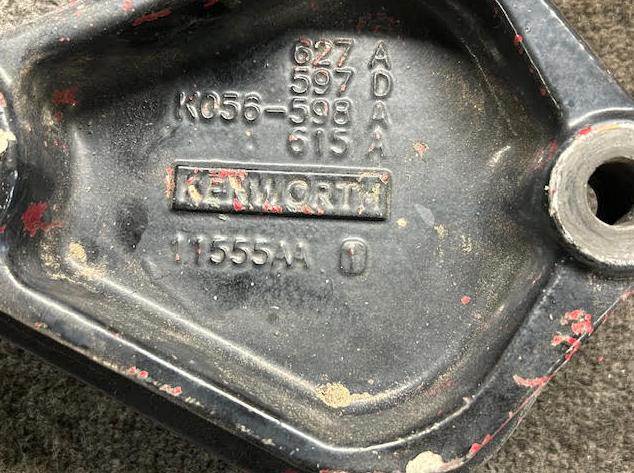 627 A
597 D
K056-598 A
615 A
KENWORTH
11555AA 1